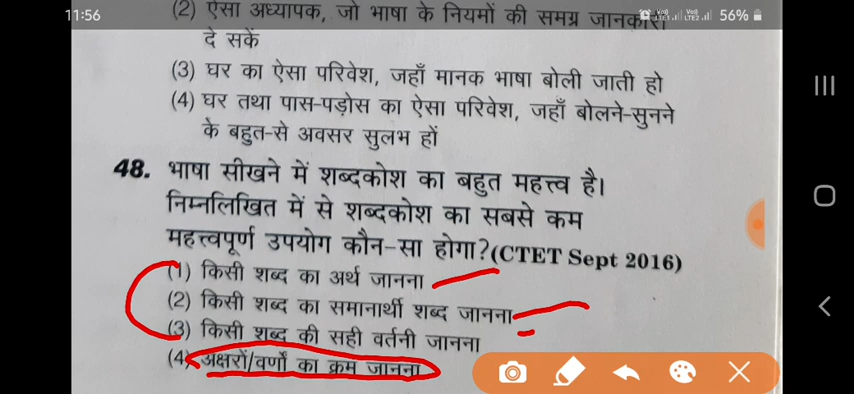 11:56
56%
(2) ऐसा अध्यापक, जो भाषा के नियमों की समग्र जानकारी
दे सकें
(3) घर का ऐसा परिवेश, जहाँ मानक भाषा बोली जाती हो
(4) घर तथा पास-पड़ोस का ऐसा परिवेश, जहाँ बोलने-सुनने
के बहुत-से अवसर सुलभ हों
48. भाषा सीखने में शब्दकोश का बहुत महत्त्व है।
निम्नलिखित में से शब्दकोश का सबसे कम
महत्त्वपूर्ण उपयोग कौन-सा होगा?(CTET Sept 2016)
(1) किसी शब्द का अर्थ जानना
(2) किसी शब्द का समानार्थी शब्द जानना
(3) किसी शब्द की सही वर्तनी जानना
(4) अक्षरों/वर्णों का क्रम जानना